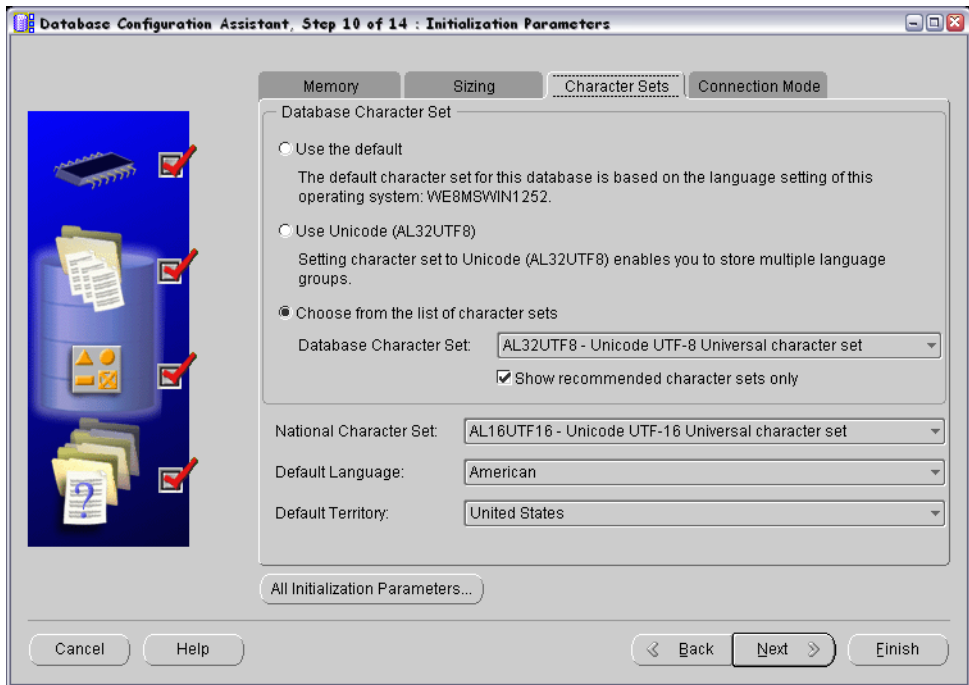 Database Configuration Assistant, Step 10 of 14 : Initialization Parameters
Memory Sizing Character Sets Connection Mode
Database Character Set
Use the default
The default character set for this database is based on the language setting of this
operating system: WE8MSWIN1252.
Use Unicode (AL32UTF8)
Setting character set to Unicode (AL32UTF8) enables you to store multiple language
groups.
Choose from the list of character sets
Database Character Set: AL32UTF8 - Unicode UTF-8 Universal character set
Show recommended character sets only
National Character Set: AL16UTF16 - Unicode UTF-16 Universal character set
Default Language: American
Default Territory: United States
?
All Initialization Parameters...
Cancel Help Back Next Finish